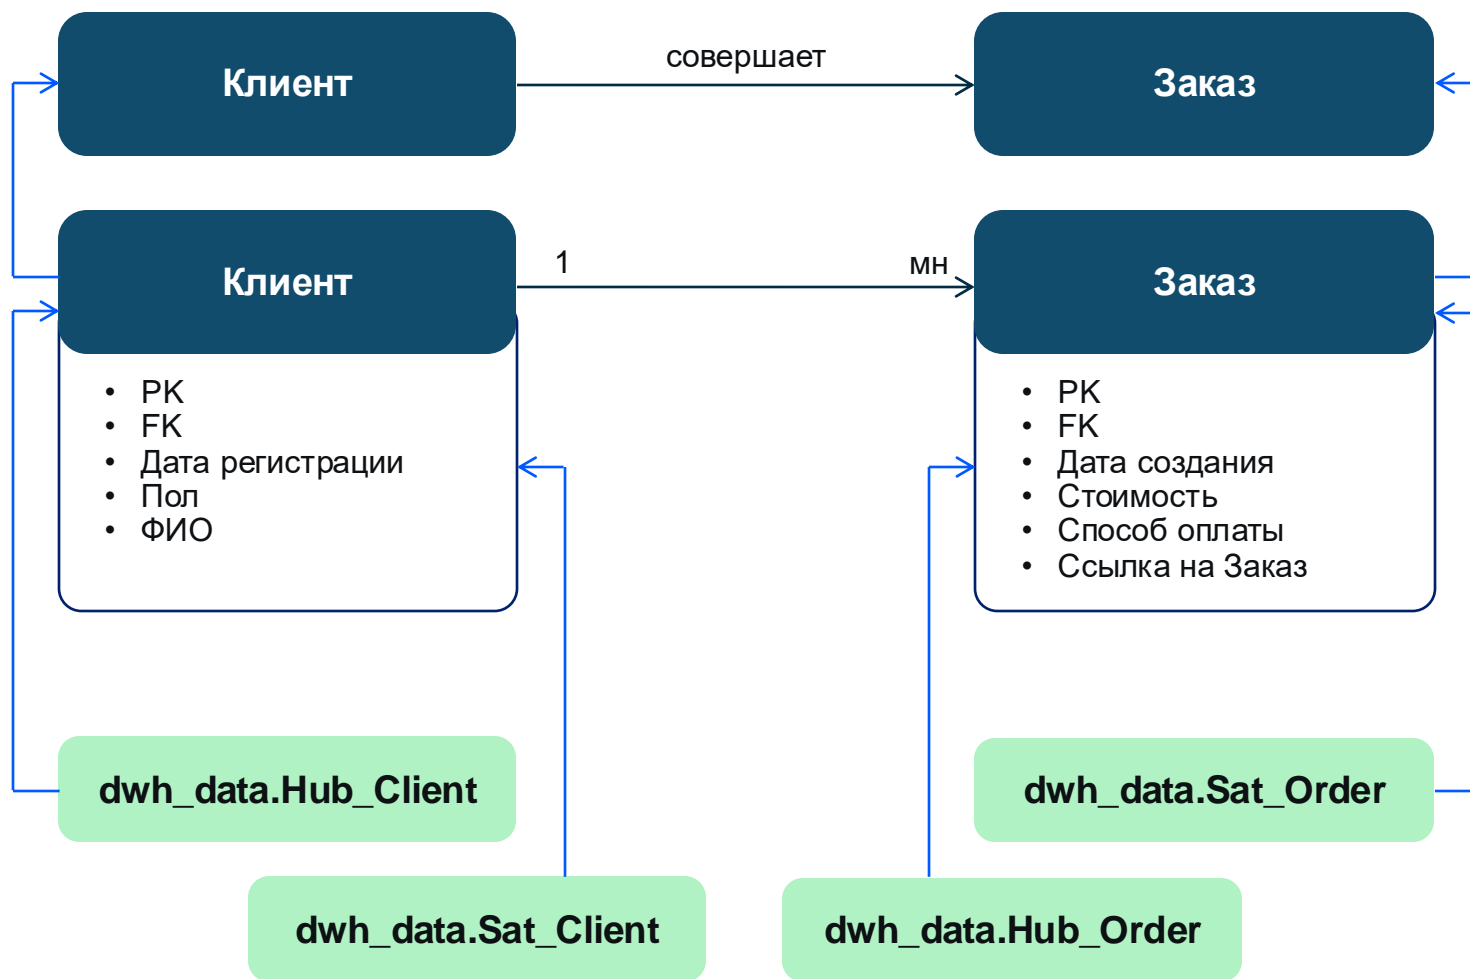 Клиент
совершает
Заказ
Клиент
1
мн
Заказ
• PK
• FK
• Дата регистрации
• Пол
• ФИО
• PK
• FK
• Дата создания
• Стоимость
• Способ оплаты
• Ссылка на Заказ
dwh_data.Hub_Client
dwh_data.Sat_Order
dwh_data.Sat_Client
dwh_data.Hub_Order